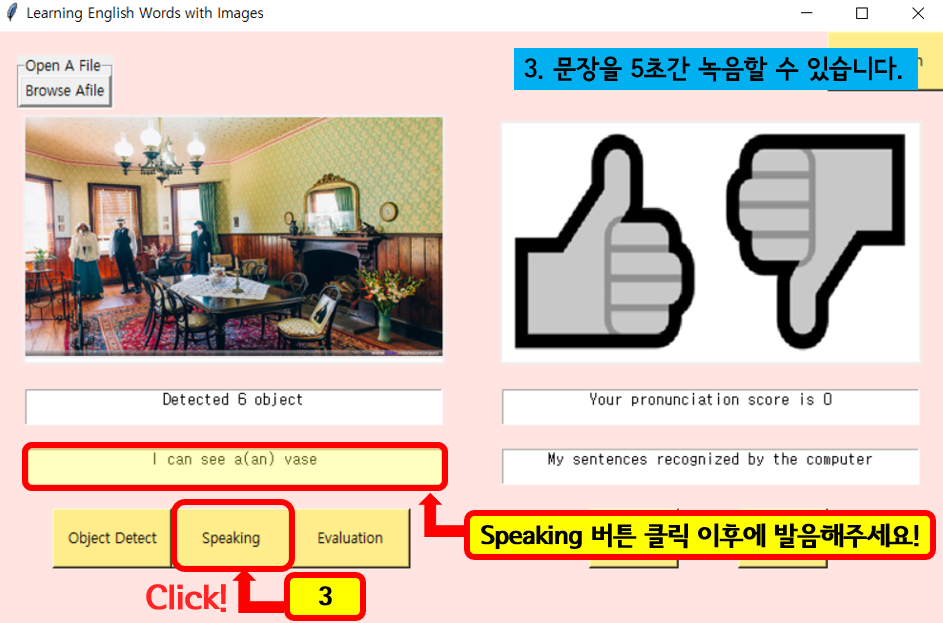 Learning English Words with Images
Open A File
Browse Afile
3. 문장을 5초간 녹음할 수 있습니다.
Detected 6 object
Your pronunciation score is 0
I can see a(an) vase
My sentences recognized by the computer
Object Detect
Speaking
Evaluation
Speaking 버튼 클릭 이후에 발음해주세요!
Click!
3